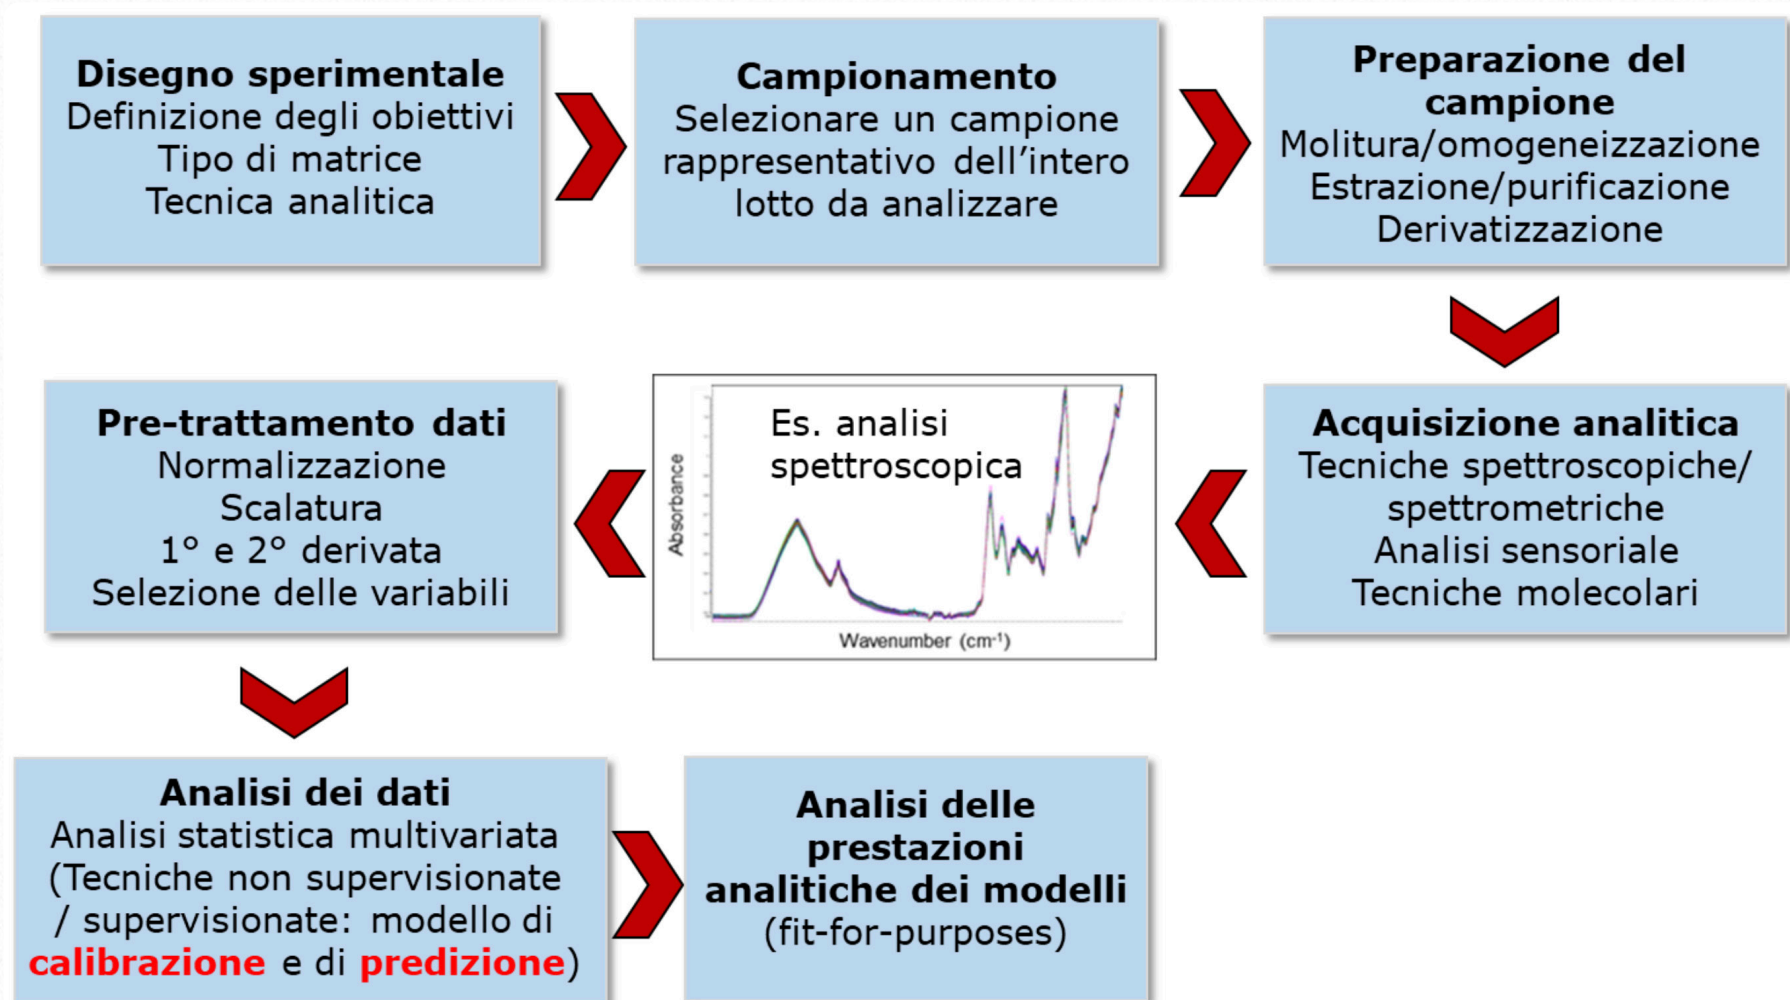 Disegno sperimentale
Definizione degli obiettivi
Tipo di matrice
Tecnica analitica
Campionamento
Selezionare un campione
rappresentativo dell'intero
lotto da analizzare
Preparazione del
campione
Molitura/omogeneizzazione
Estrazione/purificazione
Derivatizzazione
Acquisizione analitica
Tecniche spettroscopiche/
spettrometriche
Analisi sensoriale
Tecniche molecolari
Es. analisi
spettroscopica
Absorbance
Wavenumber (cm⁻¹)
Pre-trattamento dati
Normalizzazione
Scalatura
1° e 2° derivata
Selezione delle variabili
Analisi dei dati
Analisi statistica multivariata
(Tecniche non supervisionate
/ supervisionate: modello di
calibrazione e di predizione)
Analisi delle
prestazioni
analitiche dei modelli
(fit-for-purposes)